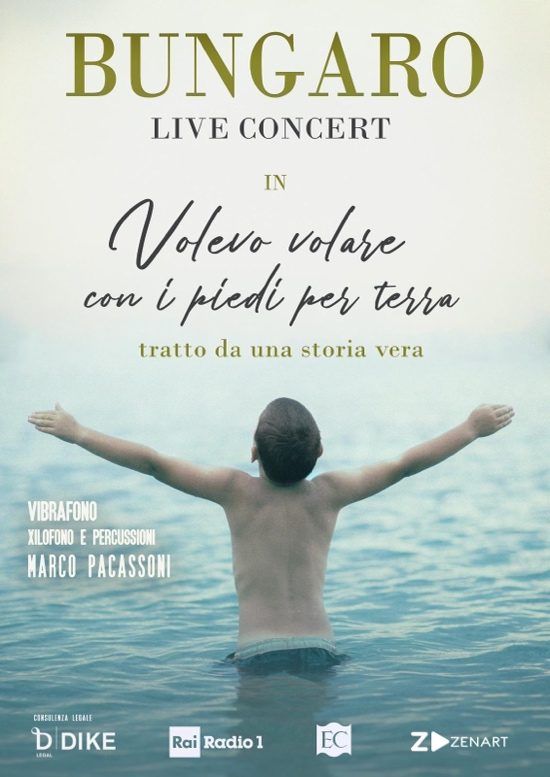 BUNGARO
LIVE CONCERT
IN
Volevo volare
con i piedi per terra
tratto da una storia vera
VIBRAFONO
XILOFONO E PERCUSSIONI
MARCO PACASSONI
CONSULENZA LEGALE
D LEGAL DIKE
Rai Radio 1
EC
Z ZENART